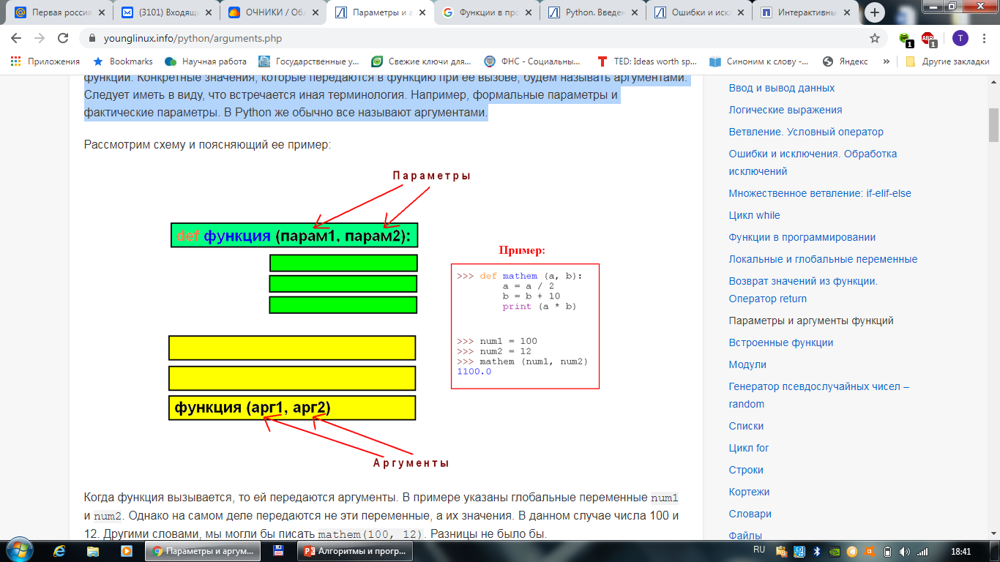 Первая россия
(3101) Входящ
ОЧНИКИ / Обл
Параметры и а
Функции в про
Python. Введен
Ошибки и искл
Интерактивны
younglinux.info/python/arguments.php
1
ABP
1
T
Приложения
Bookmarks
Научная работа
Государственные у...
Свежие ключи для...
ФНС - Социальны...
TED: Ideas worth sp...
Синоним к слову -...
Яндекс
»
Другие закладки
функции. Конкретные значения, которые передаются в функцию при ее вызове, будем называть аргументами.
Следует иметь в виду, что встречается иная терминология. Например, формальные параметры и
фактические параметры. В Python же обычно все называют аргументами.
Рассмотрим схему и поясняющий ее пример:
Параметры
def функция (парам1, парам2):
функция (арг1, арг2)
Аргументы
Пример:
>>> def mathem (a, b):
a = a / 2
b = b + 10
print (a * b)
>>> num1 = 100
>>> num2 = 12
>>> mathem (num1, num2)
1100.0
Когда функция вызывается, то ей передаются аргументы. В примере указаны глобальные переменные num1
и num2. Однако на самом деле передаются не эти переменные, а их значения. В данном случае числа 100 и
12. Другими словами, мы могли бы писать mathem(100, 12). Разницы не было бы.
Ввод и вывод данных
Логические выражения
Ветвление. Условный оператор
Ошибки и исключения. Обработка
исключений
Множественное ветвление: if-elif-else
Цикл while
Функции в программировании
Локальные и глобальные переменные
Возврат значений из функции.
Оператор return
Параметры и аргументы функций
Встроенные функции
Модули
Генератор псевдослучайных чисел –
random
Списки
Цикл for
Строки
Кортежи
Словари
Файлы
Параметры и аргум...
Алгоритмы и прогр...
RU
18:41